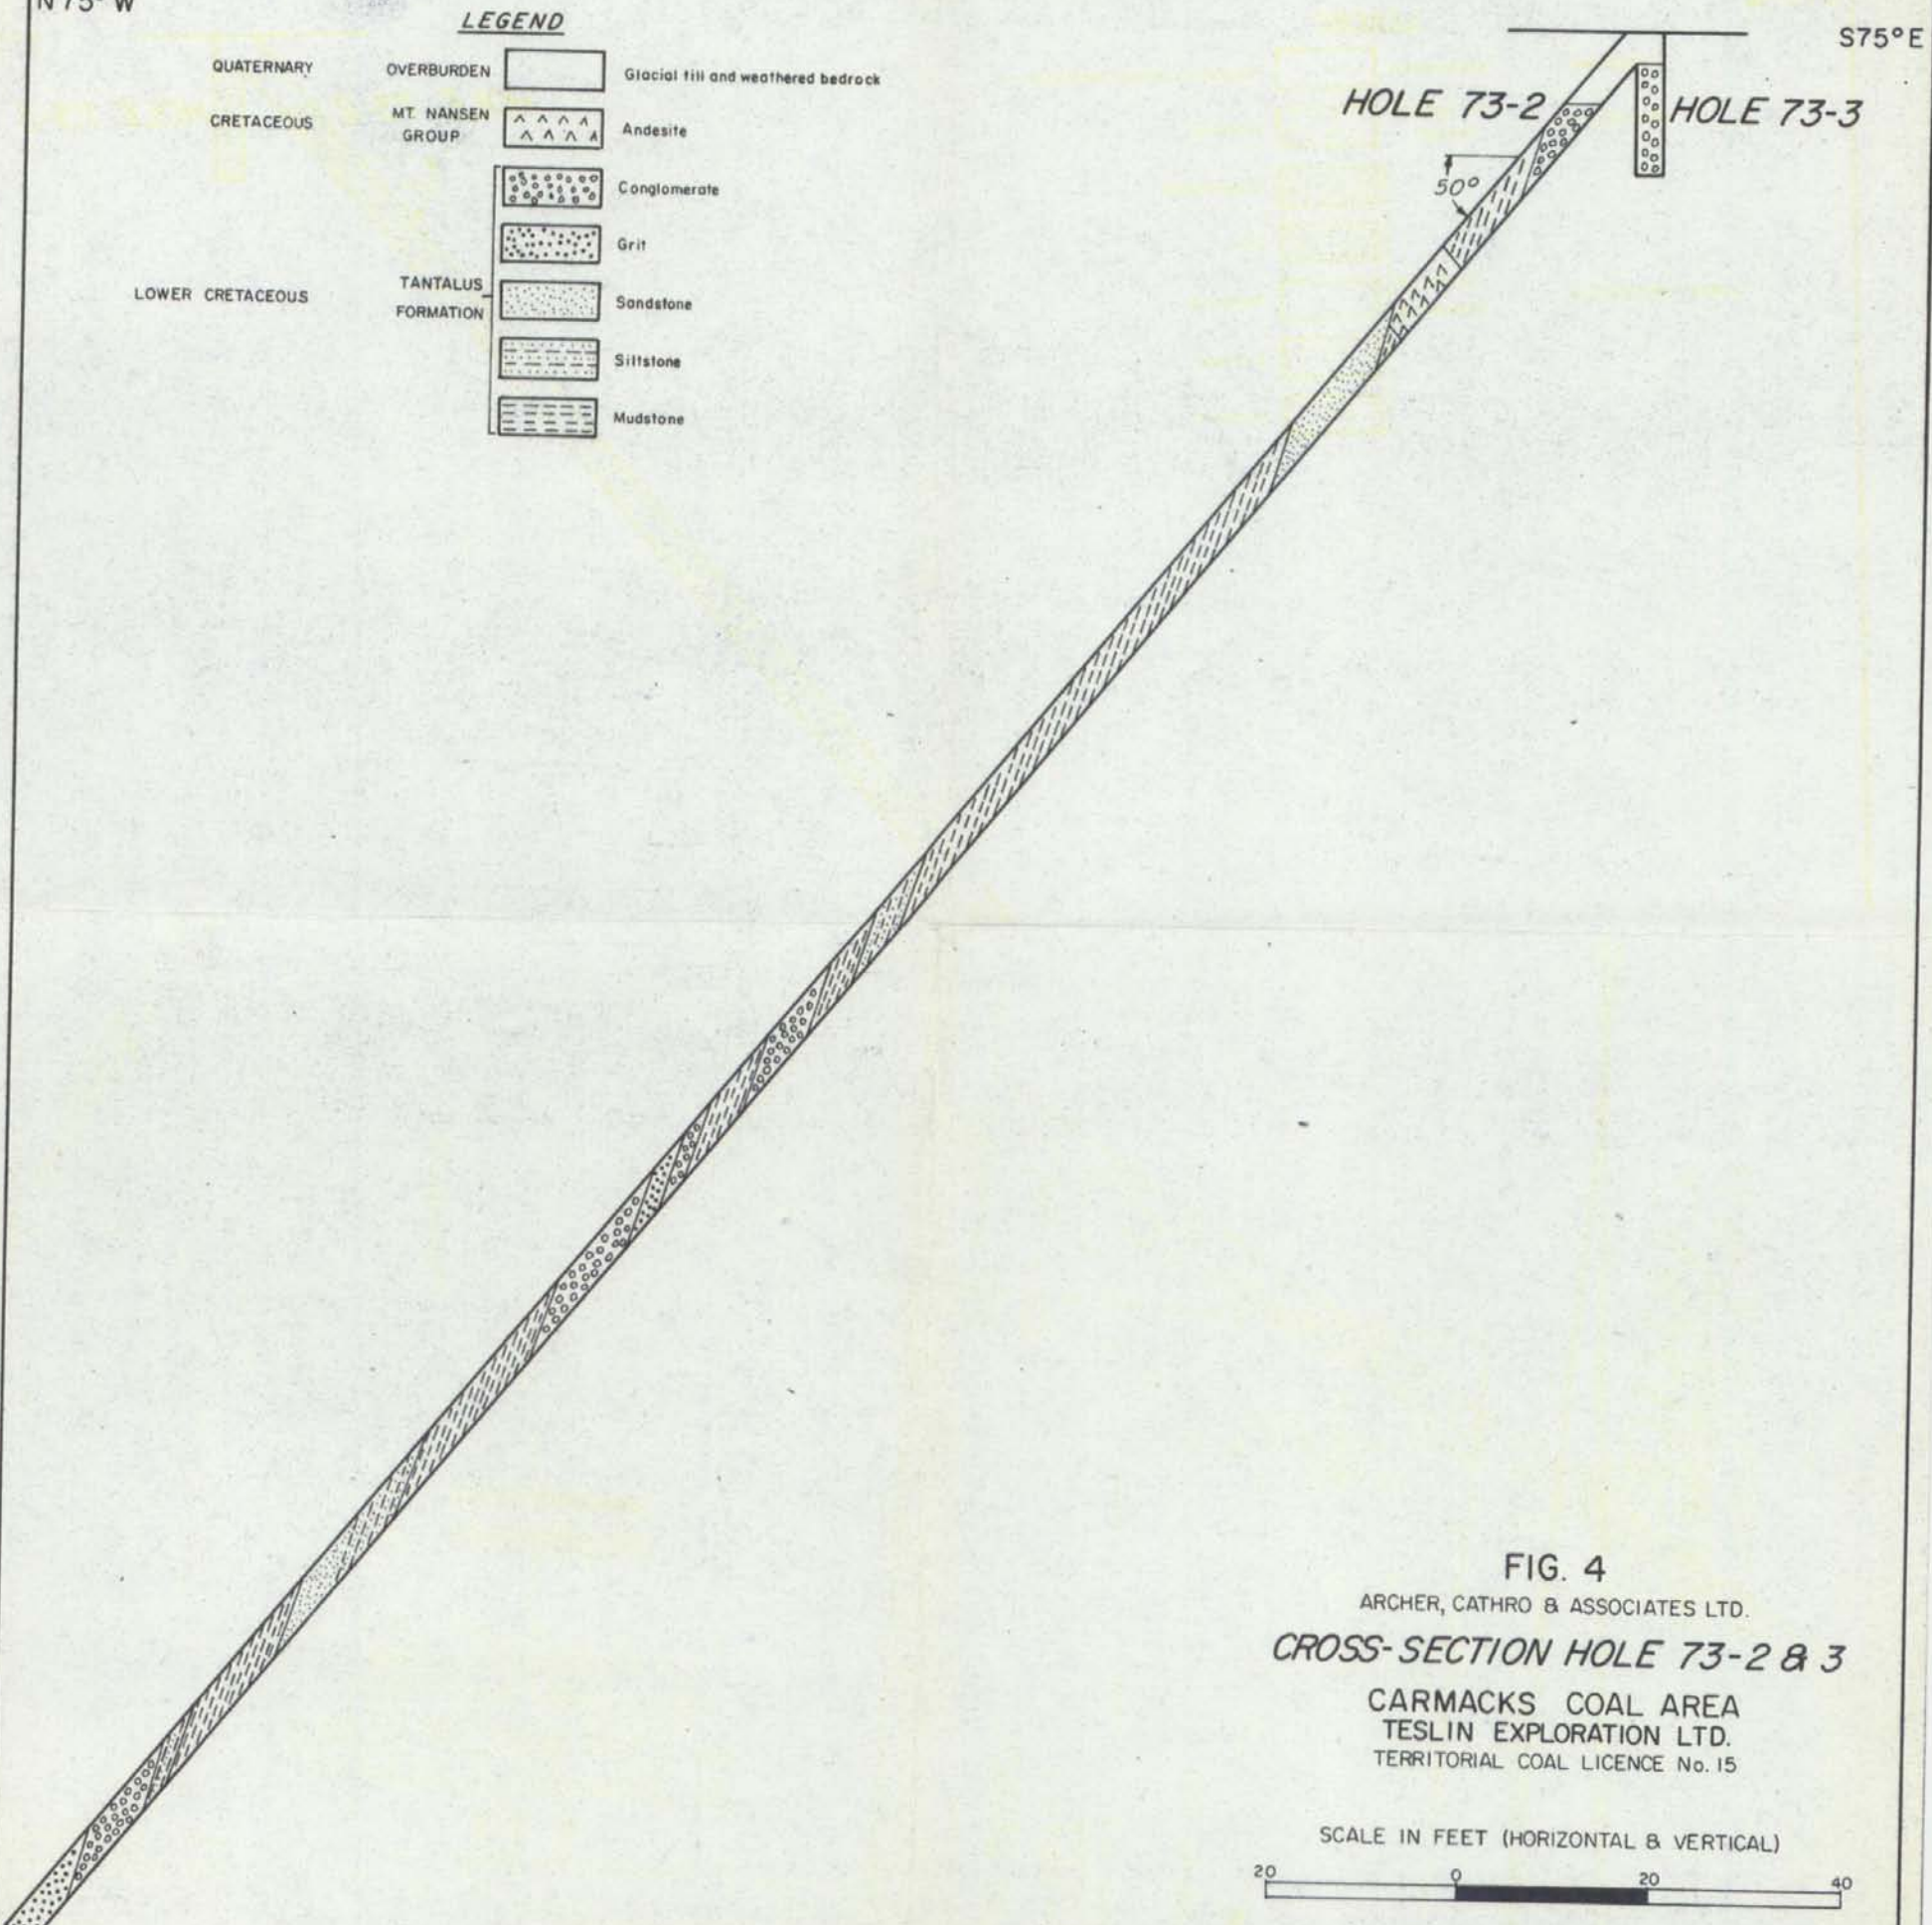 N 75° W
LEGEND
S75°E
QUATERNARY OVERBURDEN Glacial till and weathered bedrock
CRETACEOUS MT. NANSEN GROUP Andesite
Conglomerate
Grit
LOWER CRETACEOUS TANTALUS FORMATION Sandstone
Siltstone
Mudstone
HOLE 73-2
HOLE 73-3
50°
FIG. 4
ARCHER, CATHRO & ASSOCIATES LTD.
CROSS-SECTION HOLE 73-2 & 3
CARMACKS COAL AREA
TESLIN EXPLORATION LTD.
TERRITORIAL COAL LICENCE No. 15
SCALE IN FEET (HORIZONTAL & VERTICAL)
20 0 20 40